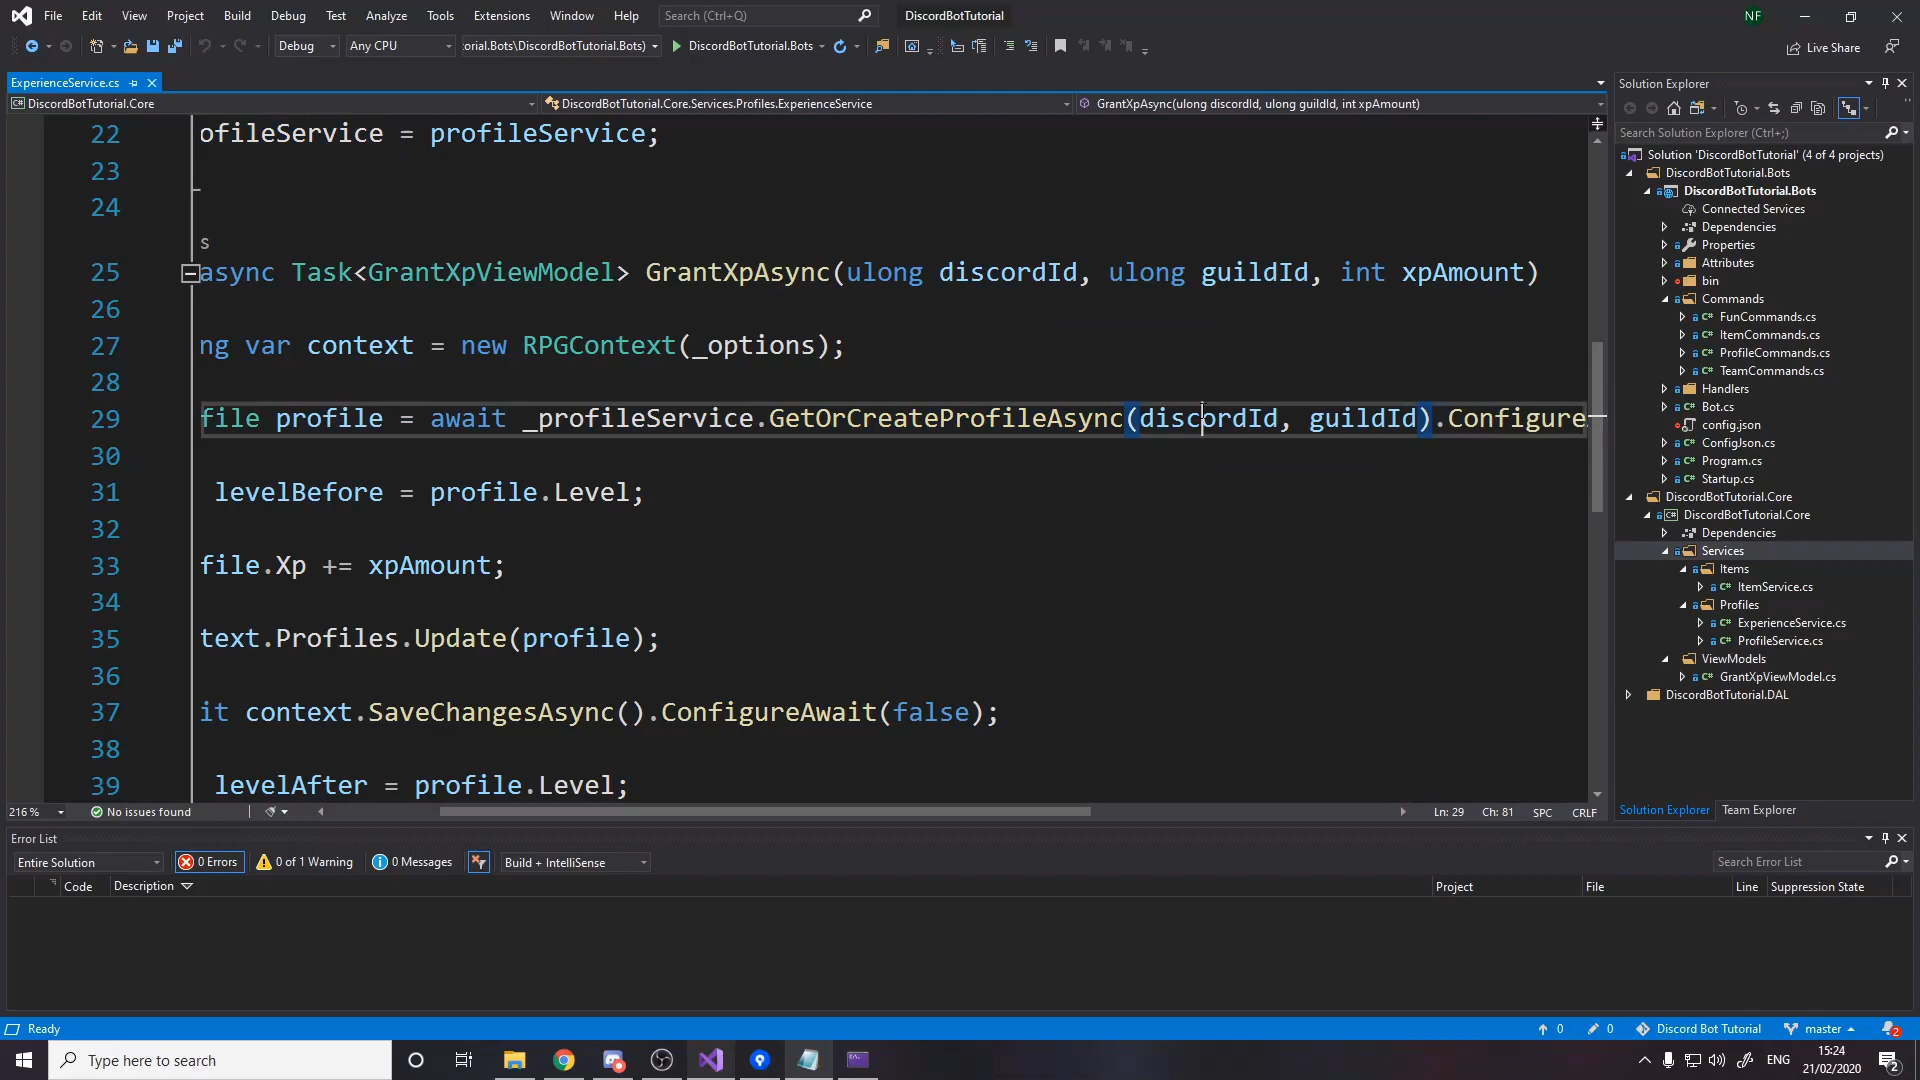 File Edit View Project Build Debug Test Analyze Tools Extensions Window Help Search (Ctrl+Q) DiscordBotTutorial NF
Debug Any CPU orial.Bots\DiscordBotTutorial.Bots) DiscordBotTutorial.Bots Live Share
ExperienceService.cs
DiscordBotTutorial.Core DiscordBotTutorial.Core.Services.Profiles.ExperienceService GrantXpAsync(ulong discordId, ulong guildId, int xpAmount)
22 ofileService = profileService;
23
24
s
25 async Task<GrantXpViewModel> GrantXpAsync(ulong discordId, ulong guildId, int xpAmount)
26
27 ng var context = new RPGContext(_options);
28
29 file profile = await _profileService.GetOrCreateProfileAsync(discordId, guildId).Configure
30
31 levelBefore = profile.Level;
32
33 file.Xp += xpAmount;
34
35 text.Profiles.Update(profile);
36
37 it context.SaveChangesAsync().ConfigureAwait(false);
38
39 levelAfter = profile.Level;
216 % No issues found Ln: 29 Ch: 81 SPC CRLF
Solution Explorer
Search Solution Explorer (Ctrl+;)
Solution 'DiscordBotTutorial' (4 of 4 projects)
DiscordBotTutorial.Bots
DiscordBotTutorial.Bots
Connected Services
Dependencies
Properties
Attributes
bin
Commands
C# FunCommands.cs
C# ItemCommands.cs
C# ProfileCommands.cs
C# TeamCommands.cs
Handlers
C# Bot.cs
config.json
C# ConfigJson.cs
C# Program.cs
C# Startup.cs
DiscordBotTutorial.Core
C# DiscordBotTutorial.Core
Dependencies
Services
Items
C# ItemService.cs
Profiles
C# ExperienceService.cs
C# ProfileService.cs
ViewModels
C# GrantXpViewModel.cs
DiscordBotTutorial.DAL
Solution Explorer Team Explorer
Error List
Entire Solution 0 Errors 0 of 1 Warning 0 Messages Build + IntelliSense Search Error List
Code Description Project File Line Suppression State
Ready 0 0 Discord Bot Tutorial master 2
Type here to search ENG 15:24
21/02/2020 2